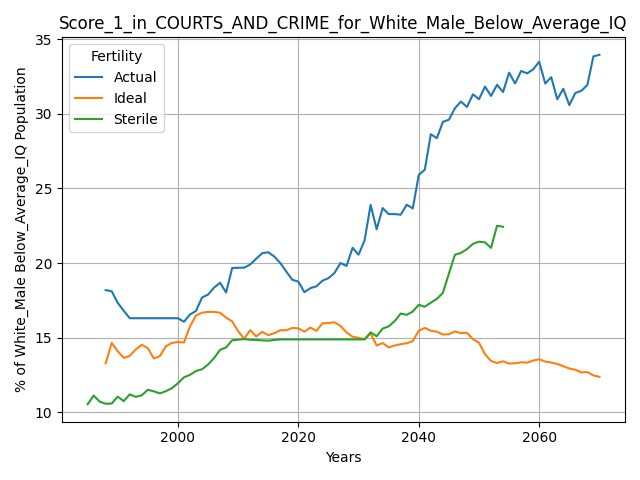 Score_1_in_COURTS_AND_CRIME_for_White_Male_Below_Average_IQ
% of White_Male Below_Average_IQ Population
35
30
25
20
15
10
Fertility
Actual
Ideal
Sterile
2000
2020
2040
2060
Years